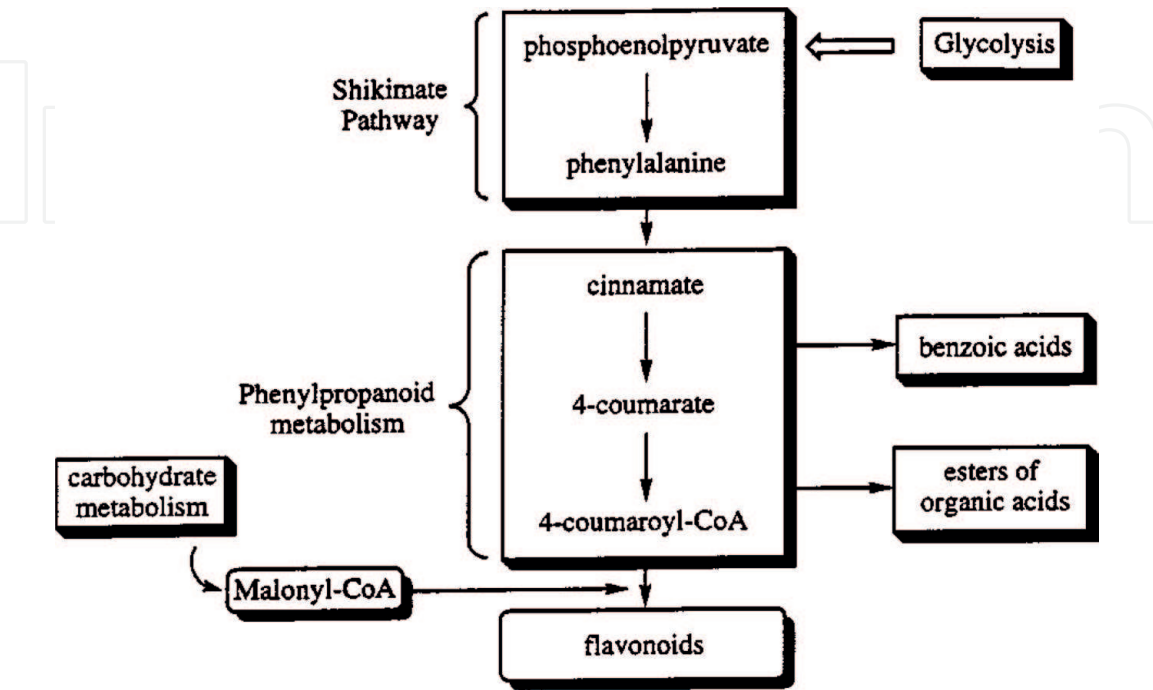 phosphoenolpyruvate
Glycolysis
Shikimate
Pathway
phenylalanine
cinnamate
benzoic acids
Phenylpropanoid
metabolism
4-coumarate
carbohydrate
metabolism
esters of
organic acids
4-coumaroyl-CoA
Malonyl-CoA
flavonoids